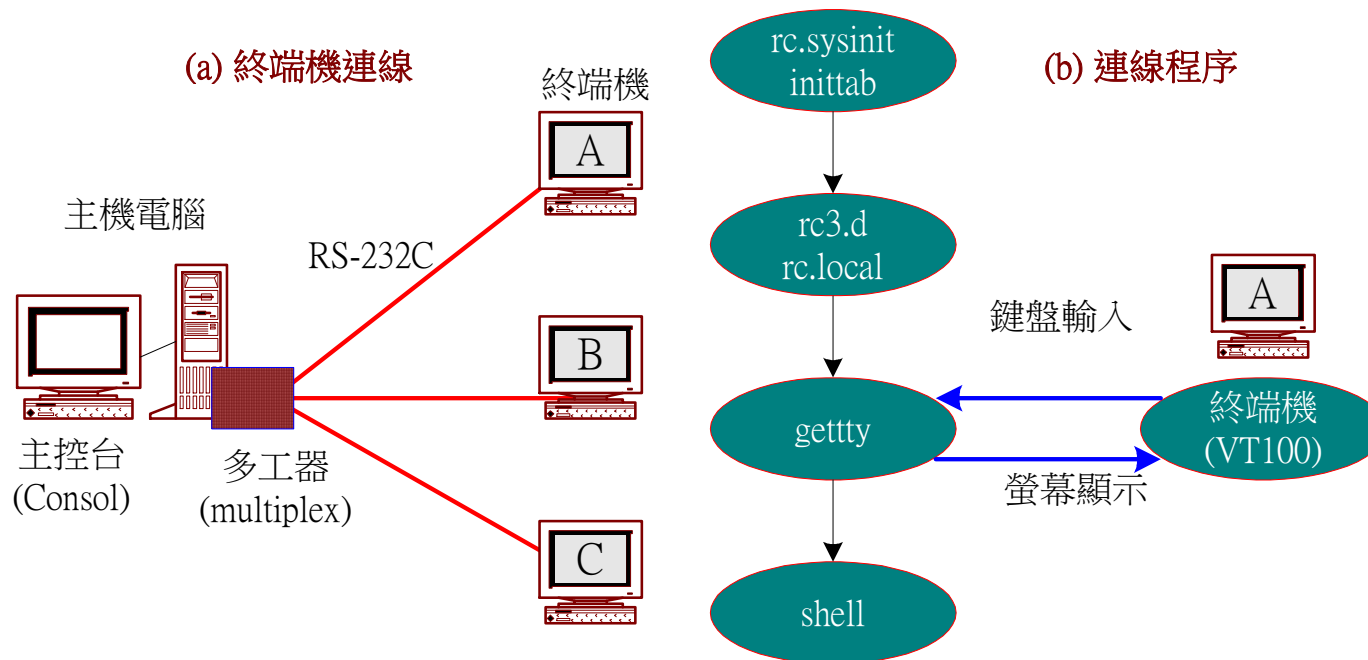 (a) 終端機連線
終端機
A
主機電腦
RS-232C
B
主控台
(Consol)
多工器
(multiplex)
C
(b) 連線程序
rc.sysinit
inittab
rc3.d
rc.local
鍵盤輸入
A
gettty
終端機
(VT100)
螢幕顯示
shell